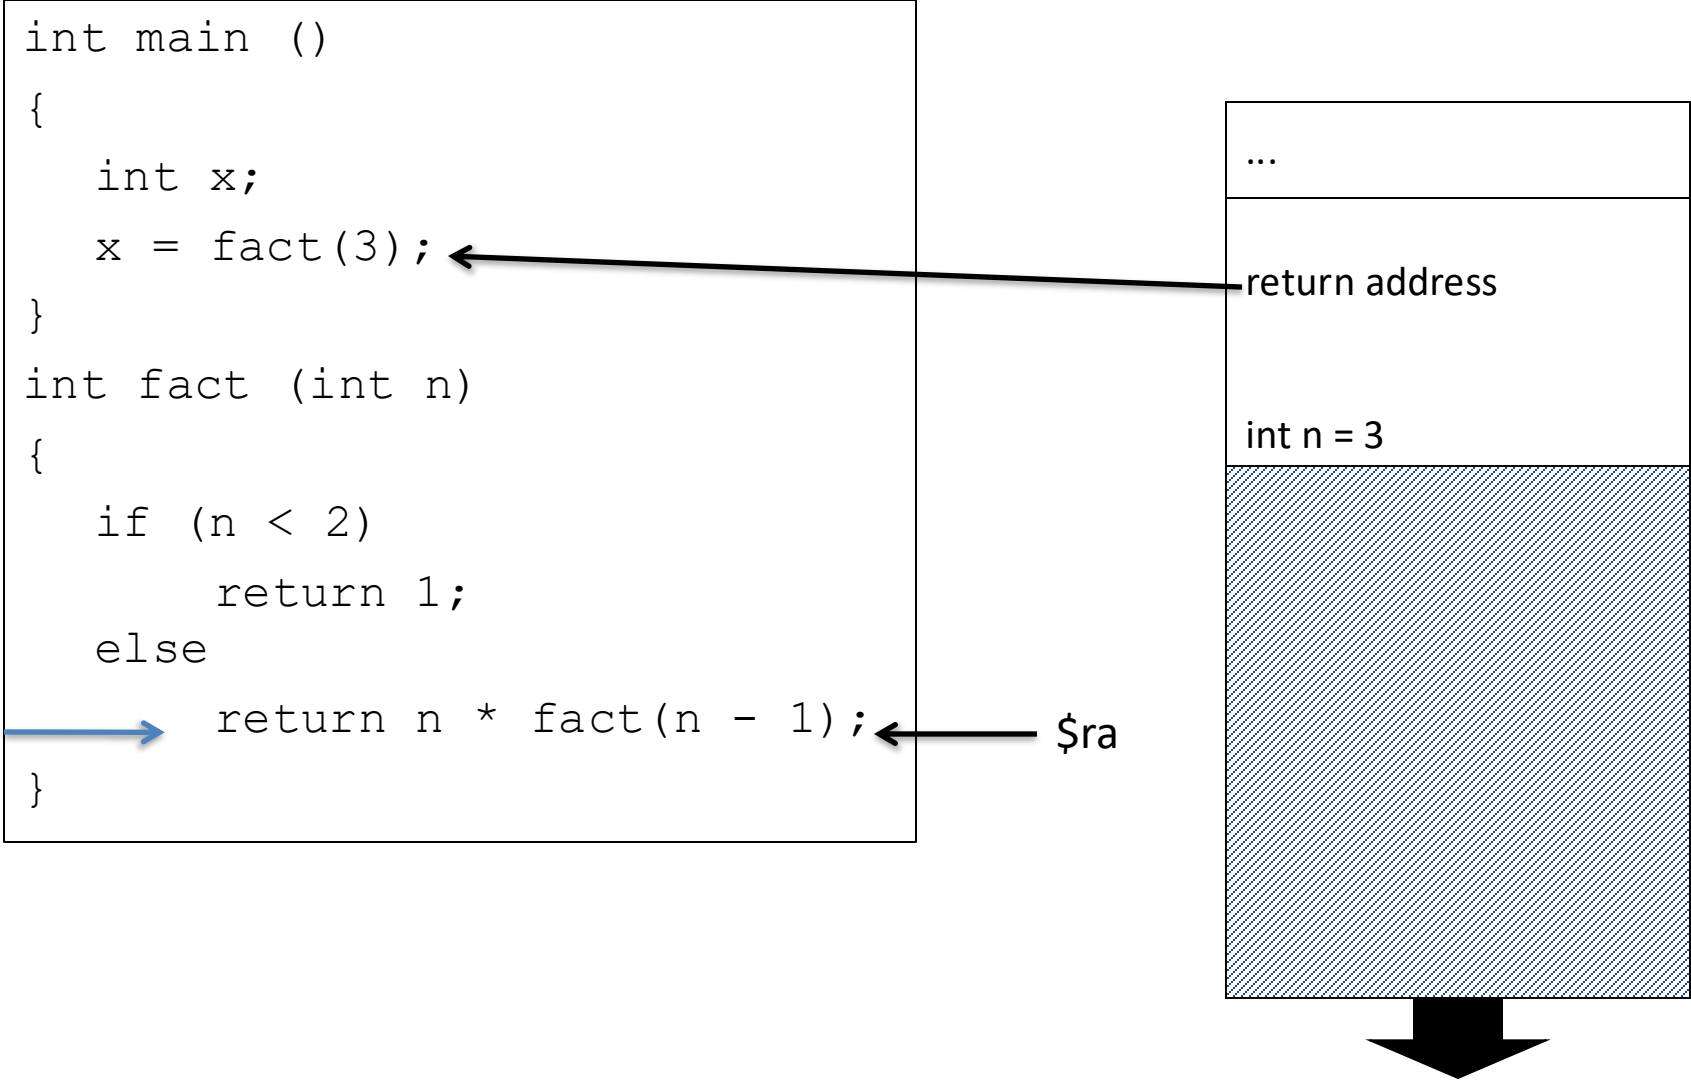 int main ()
{
int x;
x = fact(3);
}
int fact (int n)
{
if (n < 2)
return 1;
else
return n * fact(n - 1);
}
$ra
...
return address
int n = 3